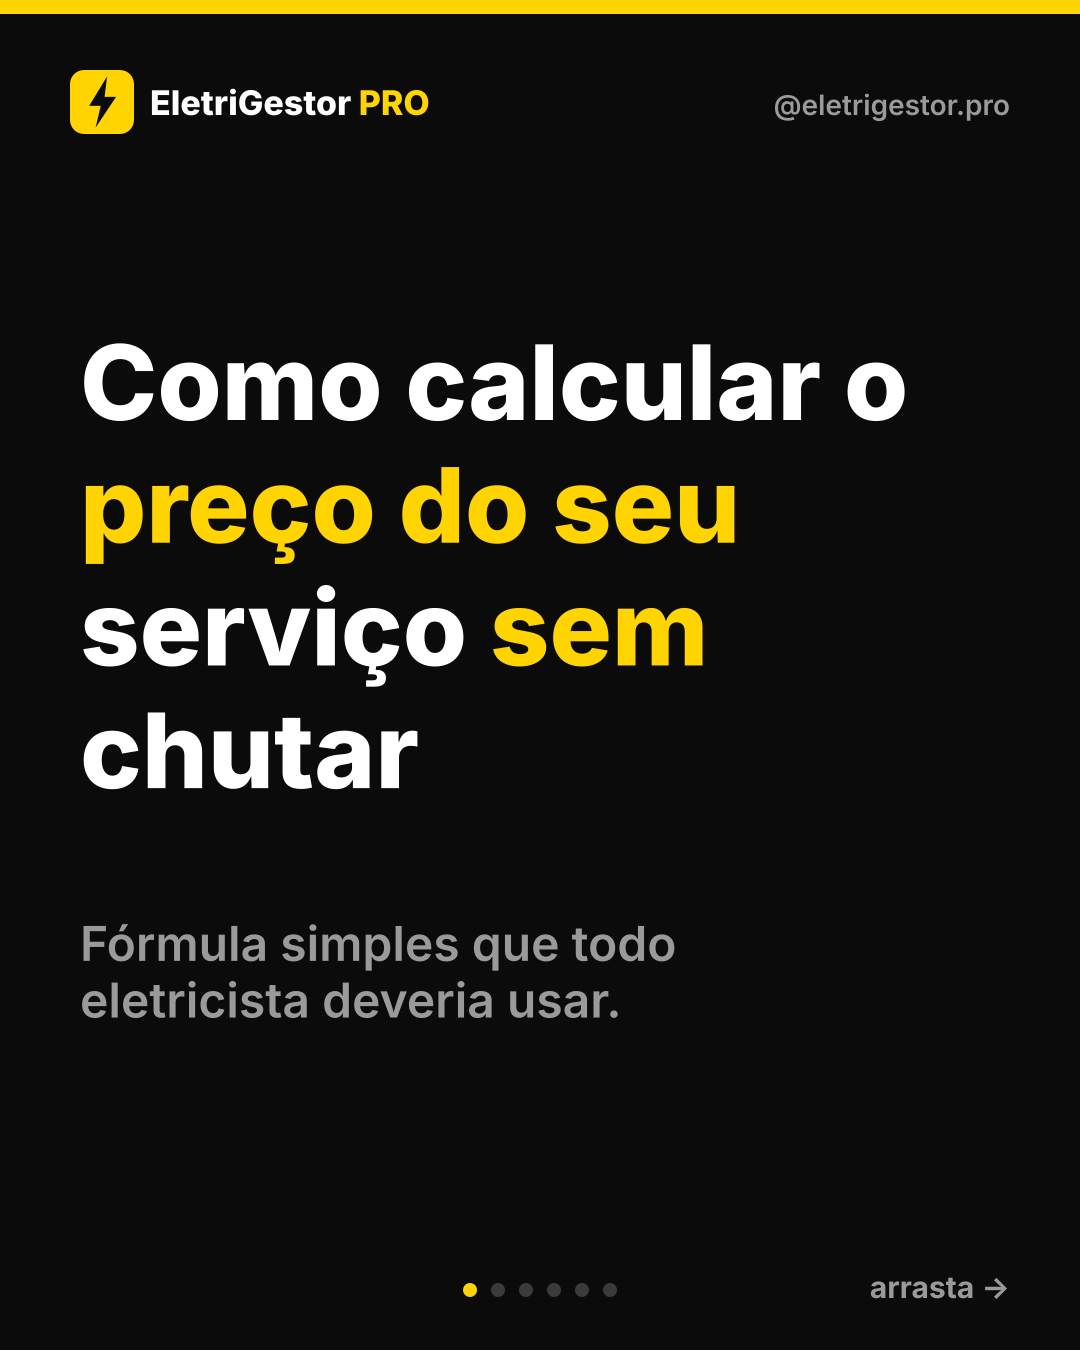 EletriGestor PRO
@eletrigestor.pro
Como calcular o
preço do seu
serviço sem
chutar
Fórmula simples que todo
eletricista deveria usar.
arrasta →